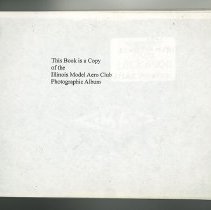 This Book is a Copy
of the
Illinois Model Aero Club
Photographic Album